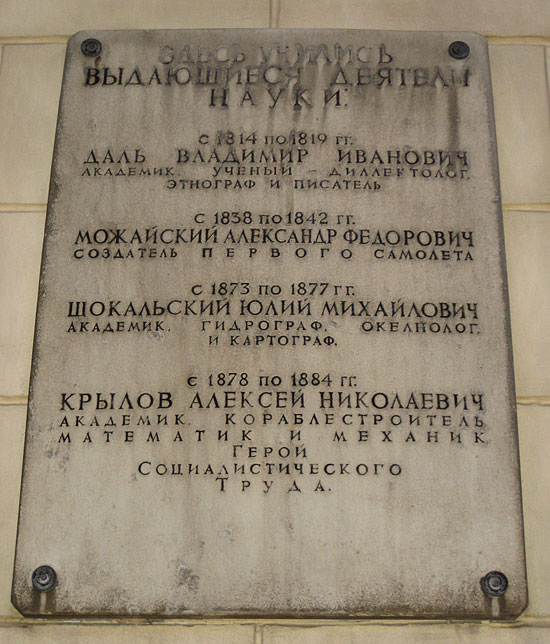 ЗДЕСЬ УЧИЛИСЬ
ВЫДАЮЩИЕСЯ ДЕЯТЕЛИ
НАУКИ:
С 1814 ПО 1819 ГГ.
ДАЛЬ ВЛАДИМИР ИВАНОВИЧ
АКАДЕМИК. УЧЕНЫЙ – ДИЛЛЕКТОЛОГ,
ЭТНОГРАФ И ПИСАТЕЛЬ
С 1838 ПО 1842 ГГ.
МОЖАЙСКИЙ АЛЕКСАНДР ФЕДОРОВИЧ
СОЗДАТЕЛЬ ПЕРВОГО САМОЛЕТА
С 1873 ПО 1877 ГГ.
ШОКАЛЬСКИЙ ЮЛИЙ МИХАЙЛОВИЧ
АКАДЕМИК. ГИДРОГРАФ, ОКЕАНОЛОГ.
И КАРТОГРАФ.
С 1878 ПО 1884 ГГ.
КРЫЛОВ АЛЕКСЕЙ НИКОЛАЕВИЧ
АКАДЕМИК. КОРАБЛЕСТРОИТЕЛЬ,
МАТЕМАТИК И МЕХАНИК
ГЕРОЙ
СОЦИАЛИСТИЧЕСКОГО
ТРУДА.